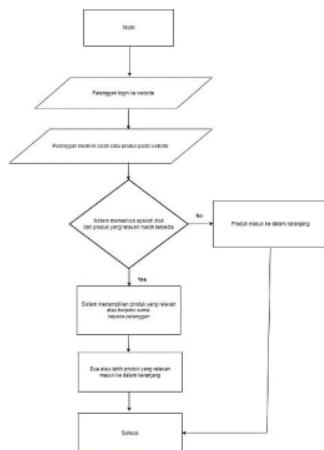 Mulai
Pelanggan login ke website
Pelanggan memilih salah satu produk pada website
Sistem memeriksa apakah stok
dari produk yang relevan masih tersedia
No
Produk masuk ke dalam keranjang
Yes
Sistem menampilkan produk yang relevan
atau berjenis sama
kepada pelanggan
Dua atau lebih produk yang relevan
masuk ke dalam keranjang
Selesai